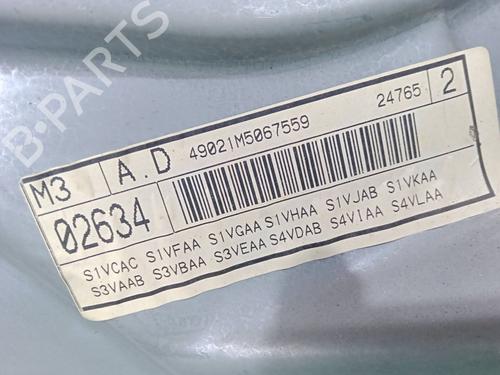 B-PARTS
M3 A.D 49021M5067559 24765 2
02634
S1VCAC S1VFAA S1VGAA S1VHAA S1VJAB S1VKAA
S3VAAB S3VBAA S3VEAA S4VDAB S4VIAA S4VLAA